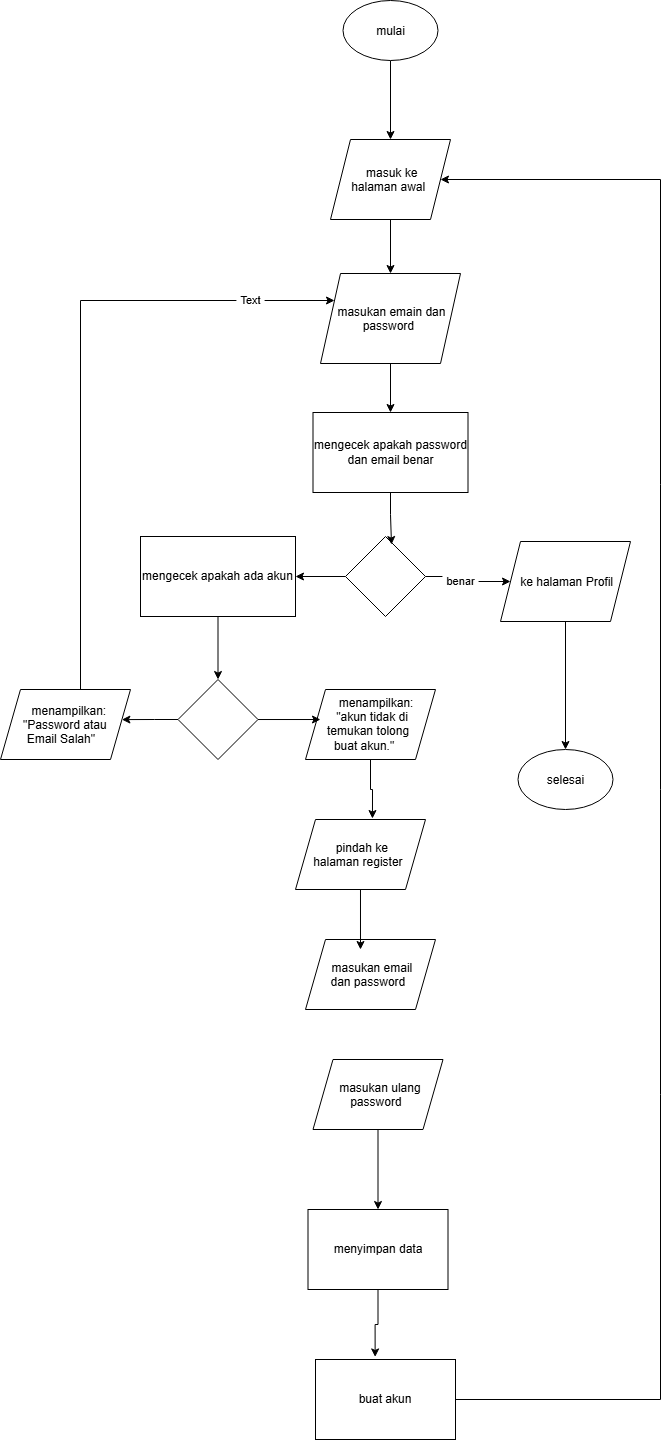 mulai
masuk ke
halaman awal
Text
masukan emain dan
password
mengecek apakah password
dan email benar
mengecek apakah ada akun
benar
ke halaman Profil
menampilkan:
"Password atau
Email Salah"
menampilkan:
"akun tidak di
temukan tolong
buat akun."
selesai
pindah ke
halaman register
masukan email
dan password
masukan ulang
password
menyimpan data
buat akun